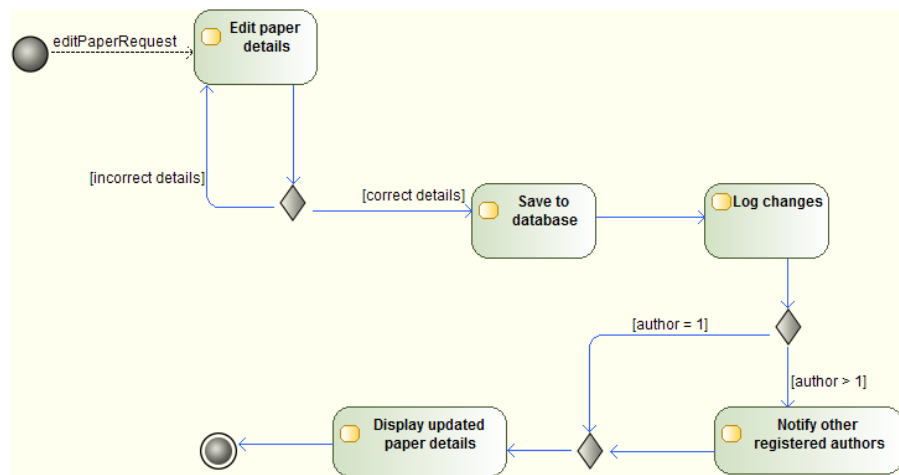 editPaperRequest
Edit paper
details
[incorrect details]
[correct details]
Save to
database
Log changes
[author = 1]
[author > 1]
Display updated
paper details
Notify other
registered authors